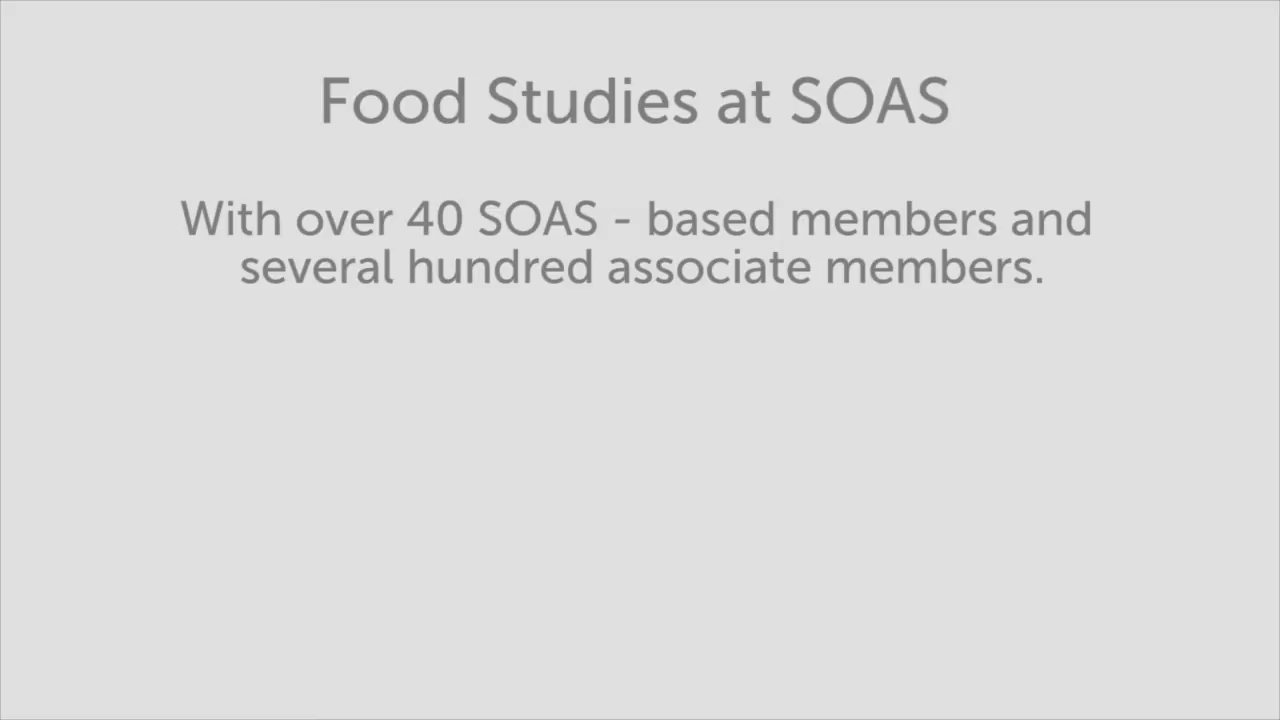 Food Studies at SOAS
With over 40 SOAS - based members and
several hundred associate members.